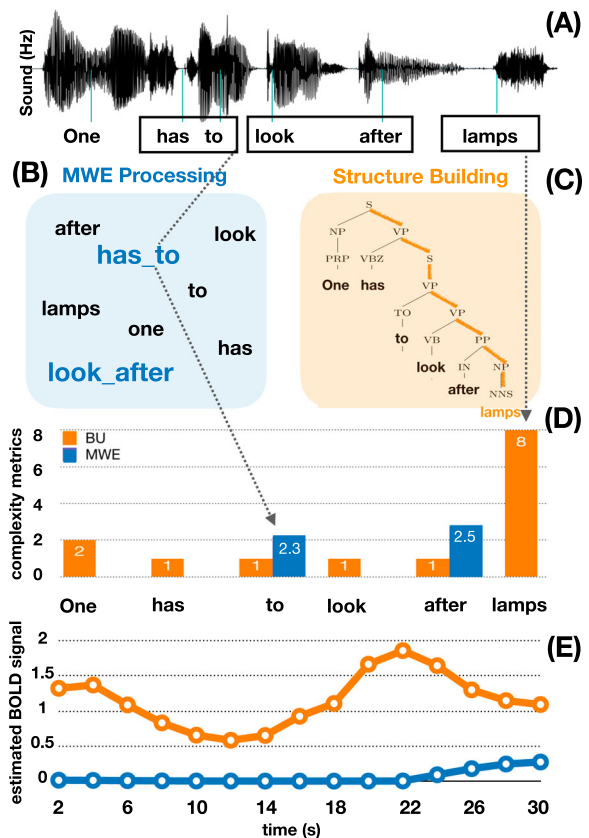 (A)
Sound (Hz)
One has to look after lamps
(B) MWE Processing Structure Building (C)
after
look
has_to
to
lamps
one
has
look_after
S
NP VP
PRP VBZ S
One has
VP
TO VP
to VB PP
look IN NP
after NNS
lamps
(D)
complexity metrics
8
6
4
2
0
BU
MWE
2 1 1 2.3 1 1 2.5 8
One has to look after lamps
(E)
estimated BOLD signal
2
1.5
1
0.5
0
2 6 10 14 18 22 26 30
time (s)